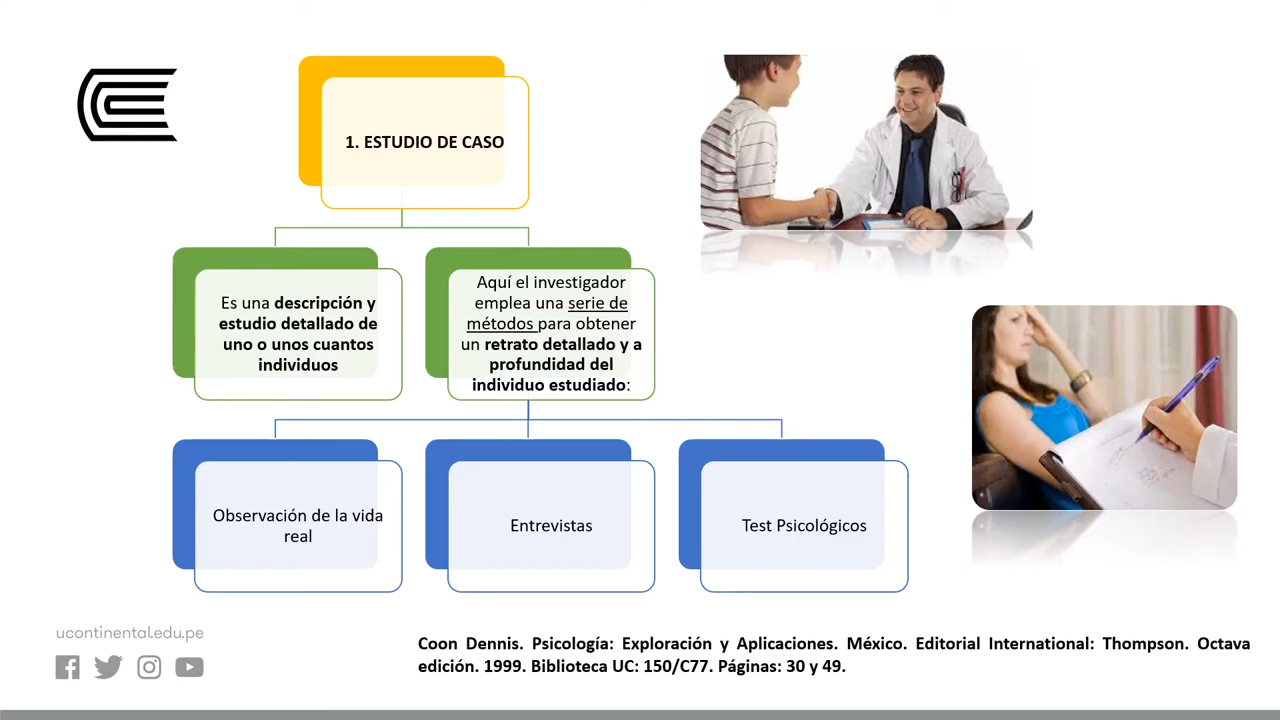 1. ESTUDIO DE CASO
Es una descripción y
estudio detallado de
uno o unos cuantos
individuos
Aquí el investigador
emplea una serie de
métodos para obtener
un retrato detallado y a
profundidad del
individuo estudiado:
Observación de la vida
real
Entrevistas
Test Psicológicos
ucontinental.edu.pe
Coon Dennis. Psicología: Exploración y Aplicaciones. México. Editorial International: Thompson. Octava
edición. 1999. Biblioteca UC: 150/C77. Páginas: 30 y 49.